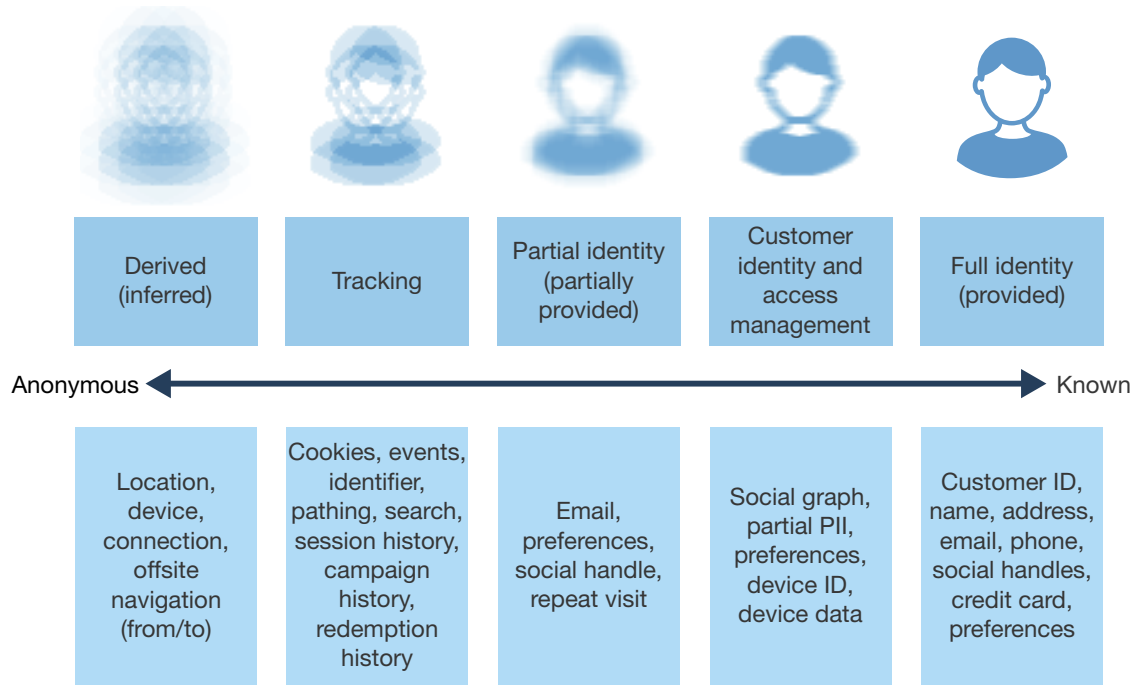 Derived
(inferred)
Tracking
Partial identity
(partially
provided)
Customer
identity and
access
management
Full identity
(provided)
Anonymous
Known
Location,
device,
connection,
offsite
navigation
(from/to)
Cookies, events,
identifier,
pathing, search,
session history,
campaign
history,
redemption
history
Email,
preferences,
social handle,
repeat visit
Social graph,
partial PII,
preferences,
device ID,
device data
Customer ID,
name, address,
email, phone,
social handles,
credit card,
preferences